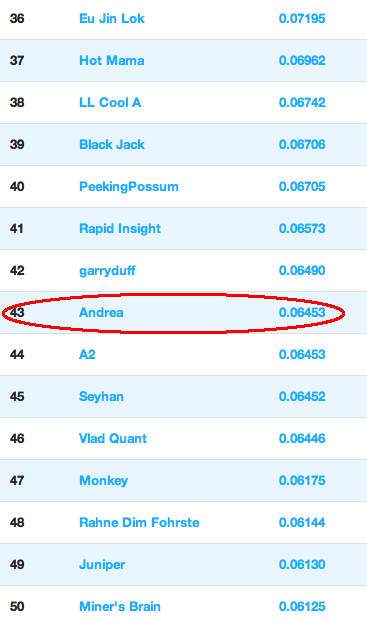 36 Eu Jin Lok 0.07195
37 Hot Mama 0.06962
38 LL Cool A 0.06742
39 Black Jack 0.06706
40 PeekingPossum 0.06705
41 Rapid Insight 0.06573
42 garryduff 0.06490
43 Andrea 0.06453
44 A2 0.06453
45 Seyhan 0.06452
46 Vlad Quant 0.06446
47 Monkey 0.06175
48 Rahne Dim Fohrste 0.06144
49 Juniper 0.06130
50 Miner's Brain 0.06125